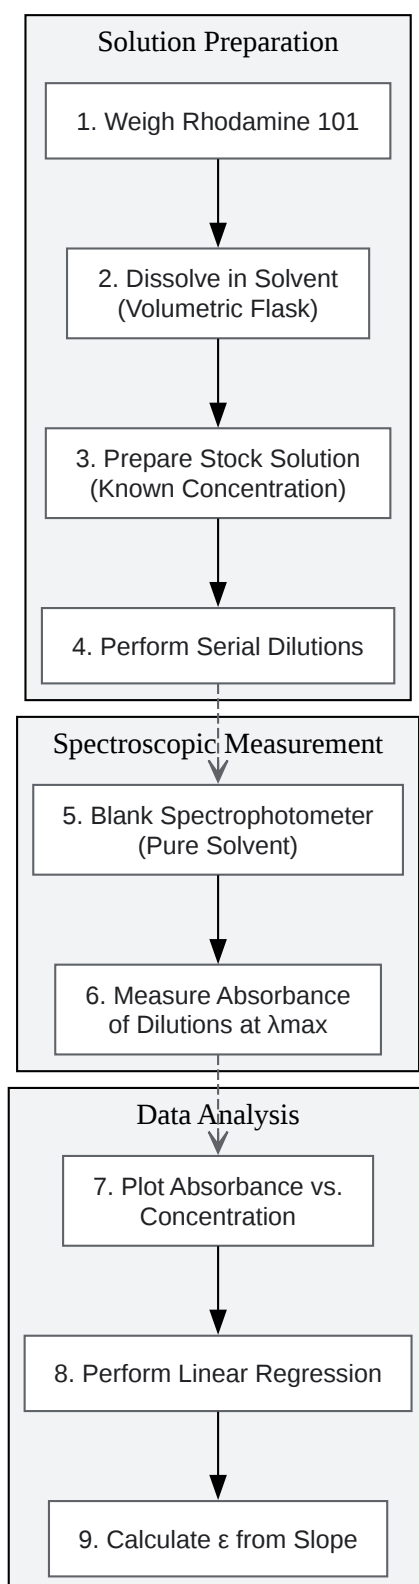 Solution Preparation
1. Weigh Rhodamine 101
2. Dissolve in Solvent
(Volumetric Flask)
3. Prepare Stock Solution
(Known Concentration)
4. Perform Serial Dilutions
Spectroscopic Measurement
5. Blank Spectrophotometer
(Pure Solvent)
6. Measure Absorbance
of Dilutions at λmax
Data Analysis
7. Plot Absorbance vs.
Concentration
8. Perform Linear Regression
9. Calculate ε from Slope